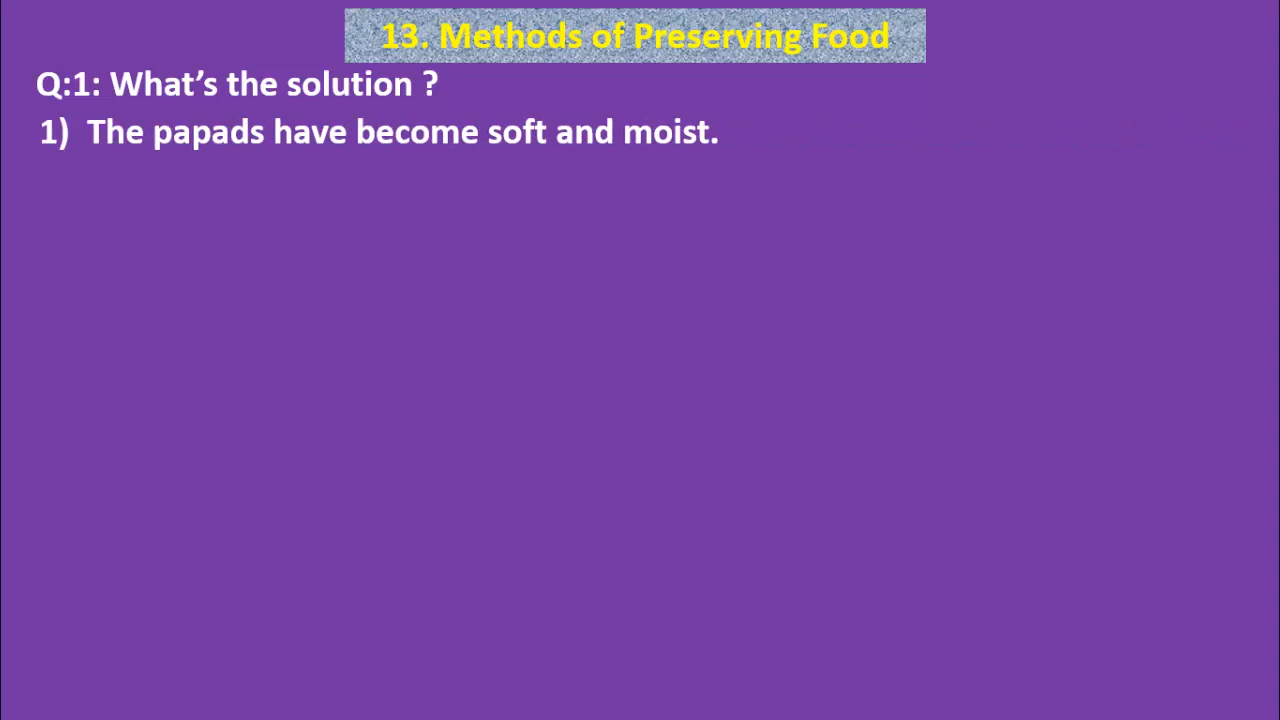 13. Methods of Preserving Food
Q:1: What’s the solution ?
1) The papads have become soft and moist.